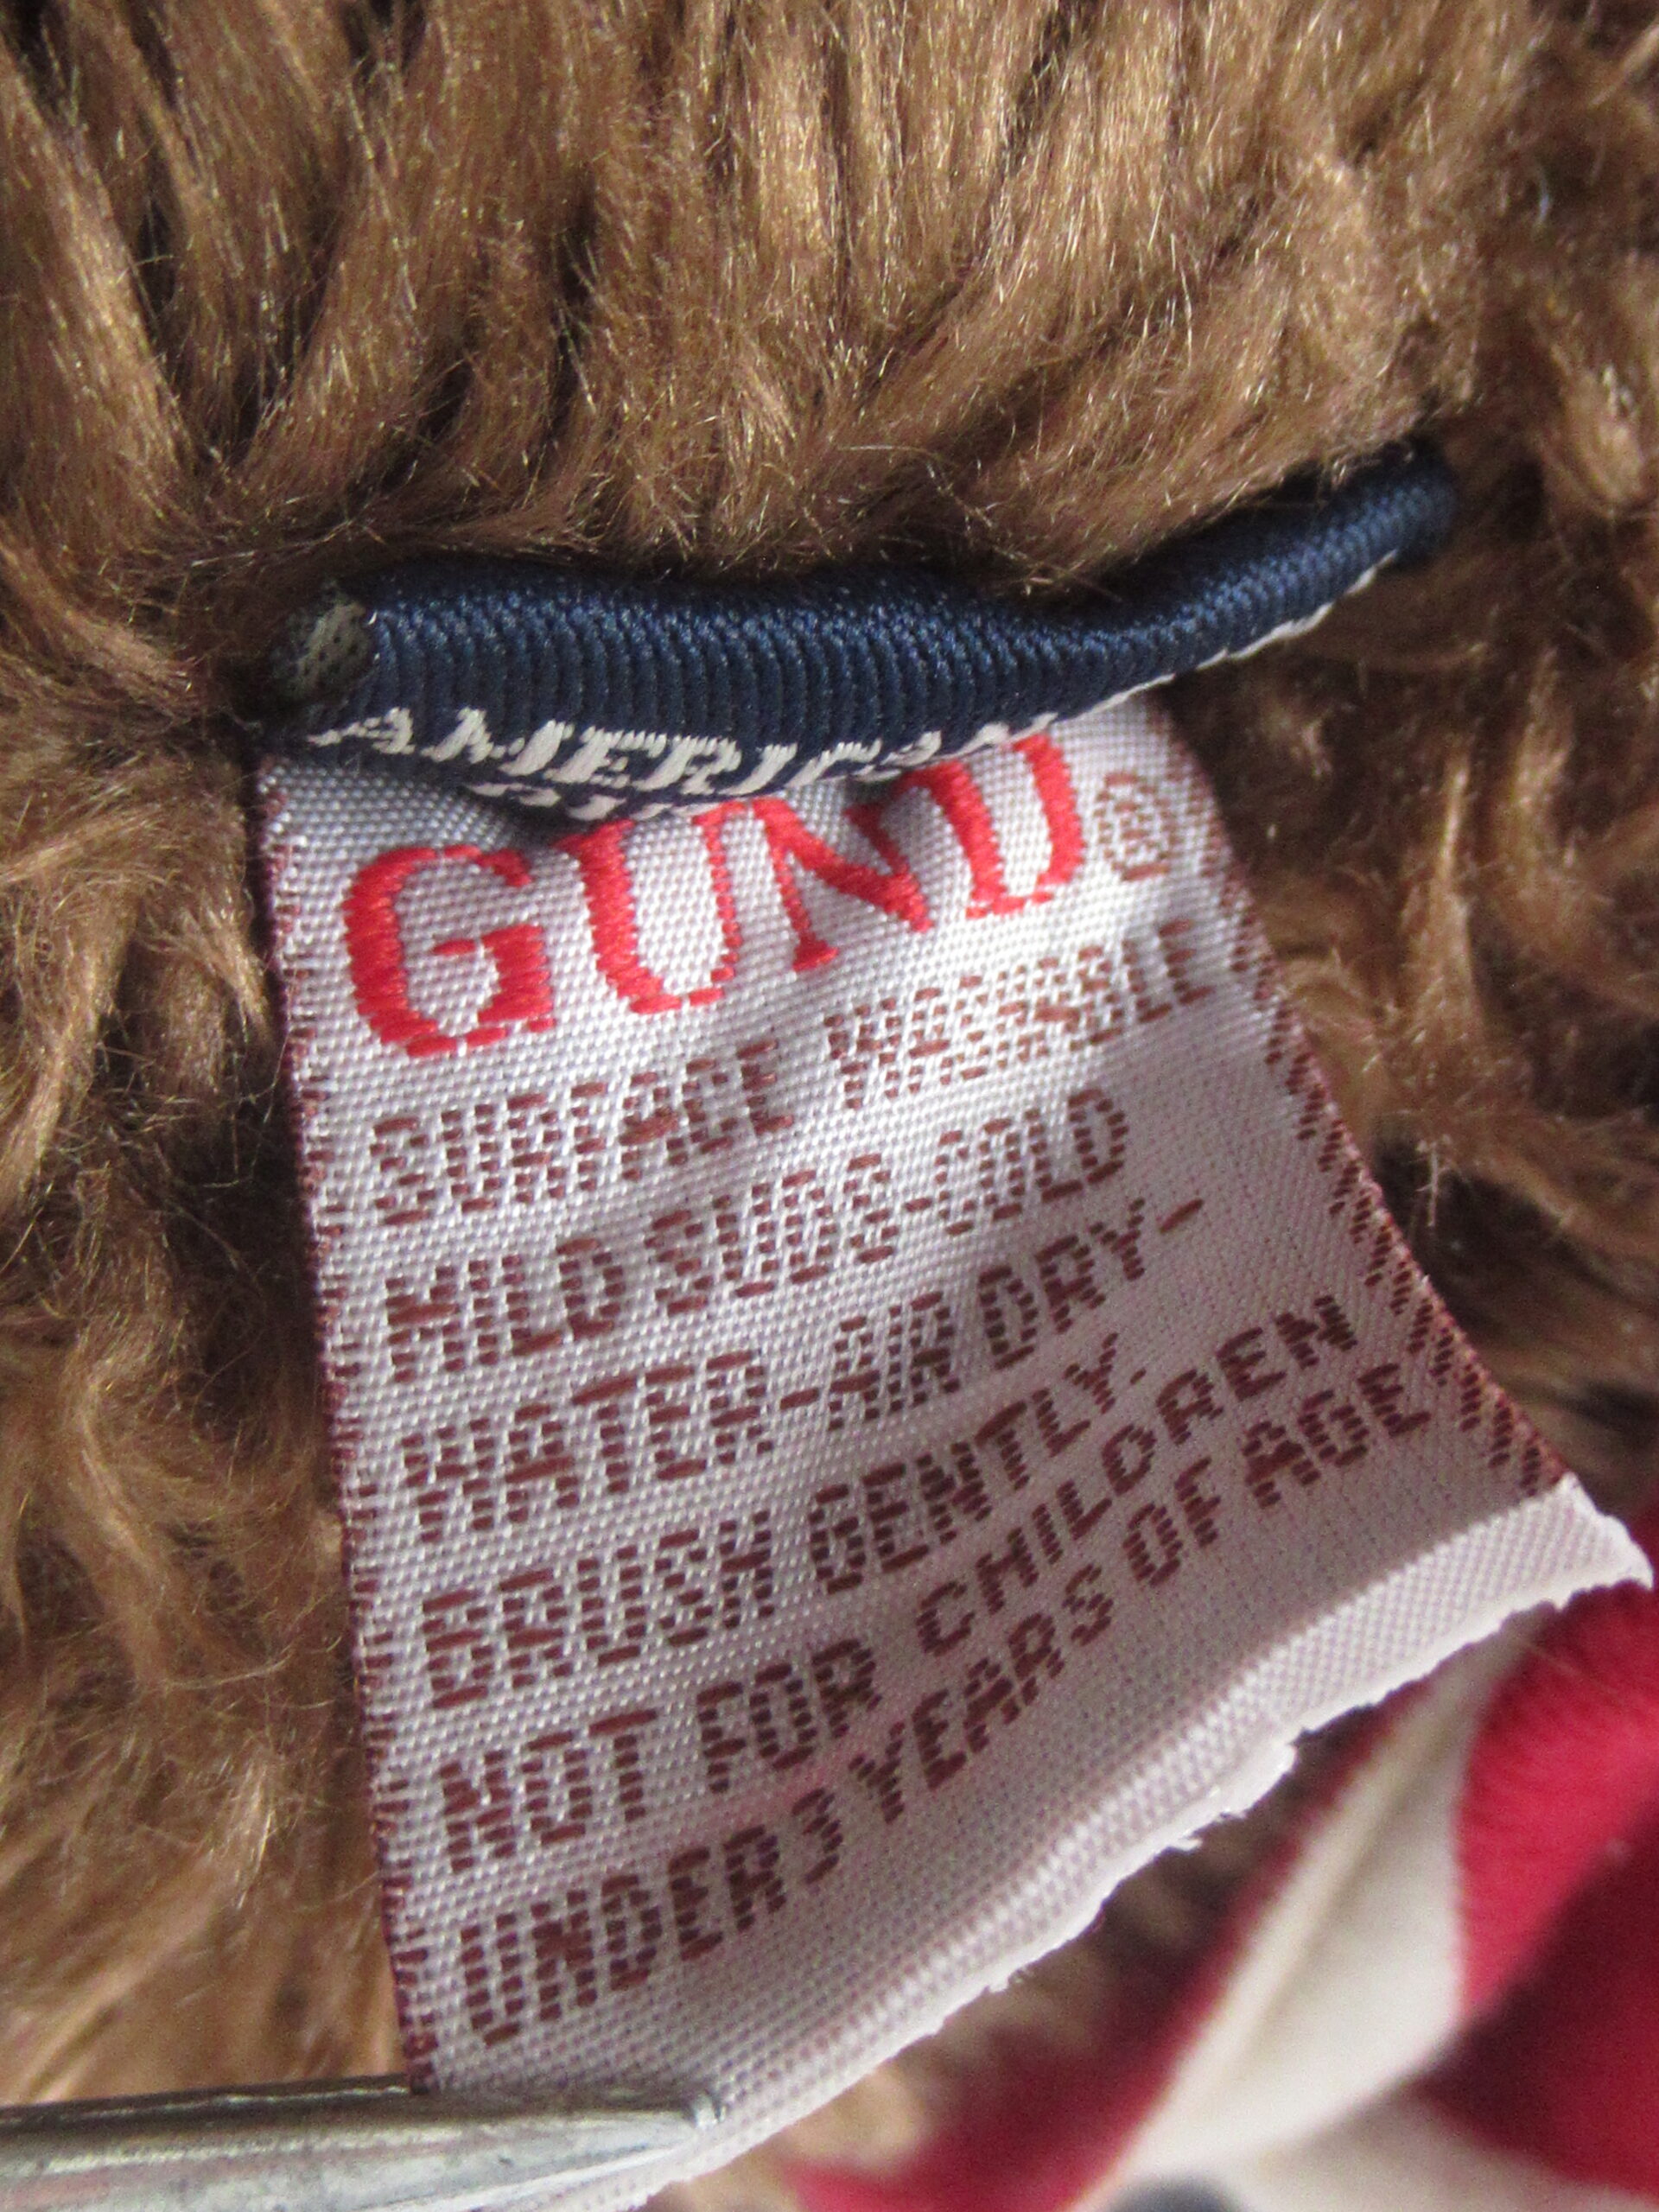 AMERICAN
GUND®
SURFACE WASHABLE
MILD SUDS-COLD
WATER-AIR DRY-
BRUSH GENTLY.
NOT FOR CHILDREN
UNDER 3 YEARS OF AGE